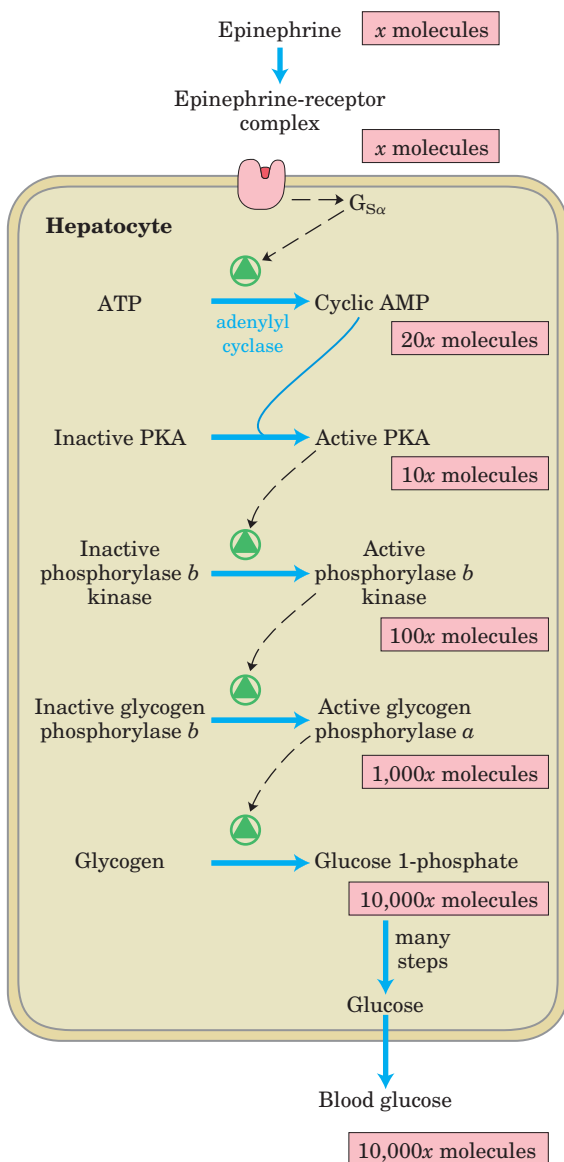 Epinephrine x molecules
Epinephrine-receptor
complex
x molecules
GSα
Hepatocyte
ATP
adenylyl
cyclase
Cyclic AMP
20x molecules
Inactive PKA
Active PKA
10x molecules
Inactive
phosphorylase b
kinase
Active
phosphorylase b
kinase
100x molecules
Inactive glycogen
phosphorylase b
Active glycogen
phosphorylase a
1,000x molecules
Glycogen
Glucose 1-phosphate
10,000x molecules
many
steps
Glucose
Blood glucose
10,000x molecules